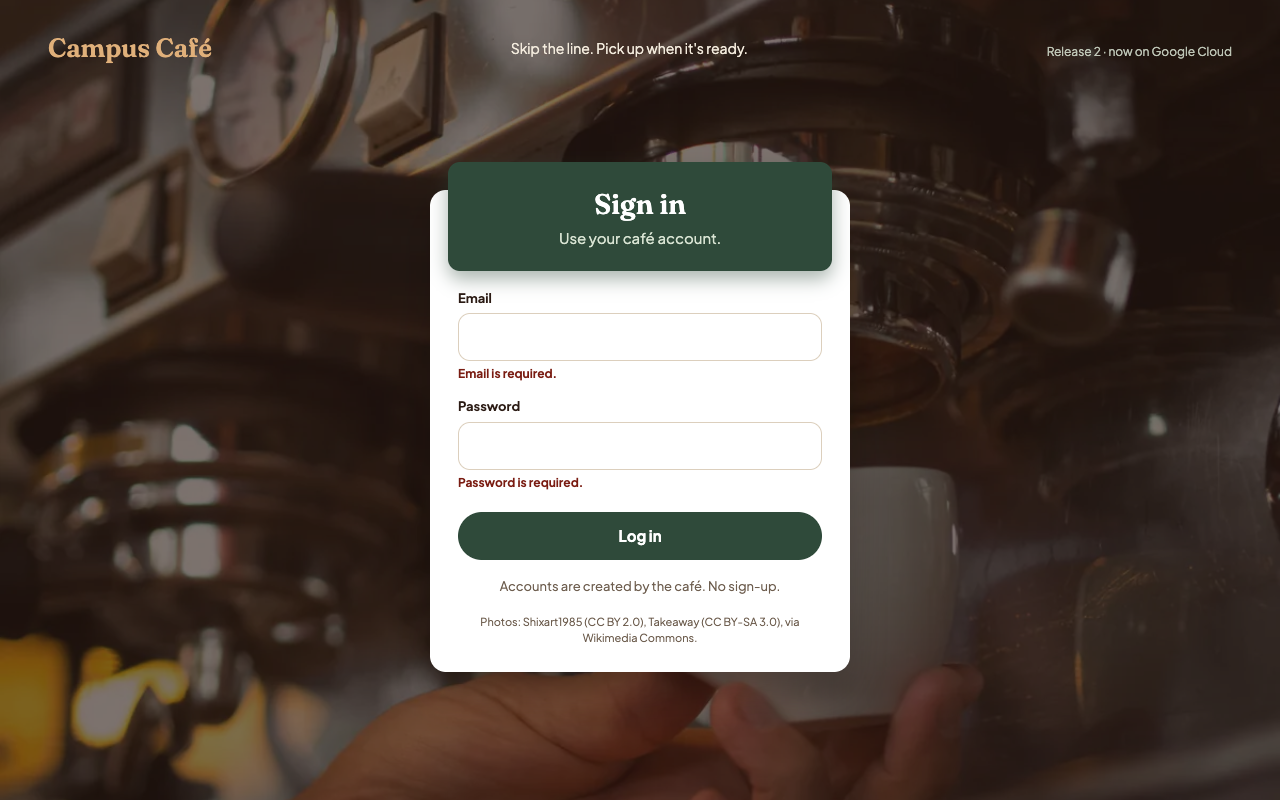 Campus Café
Skip the line. Pick up when it's ready.
Release 2 · now on Google Cloud
Sign in
Use your café account.
Email
Email is required.
Password
Password is required.
Log in
Accounts are created by the café. No sign-up.
Photos: Shixart1985 (CC BY 2.0), Takeaway (CC BY-SA 3.0), via
Wikimedia Commons.